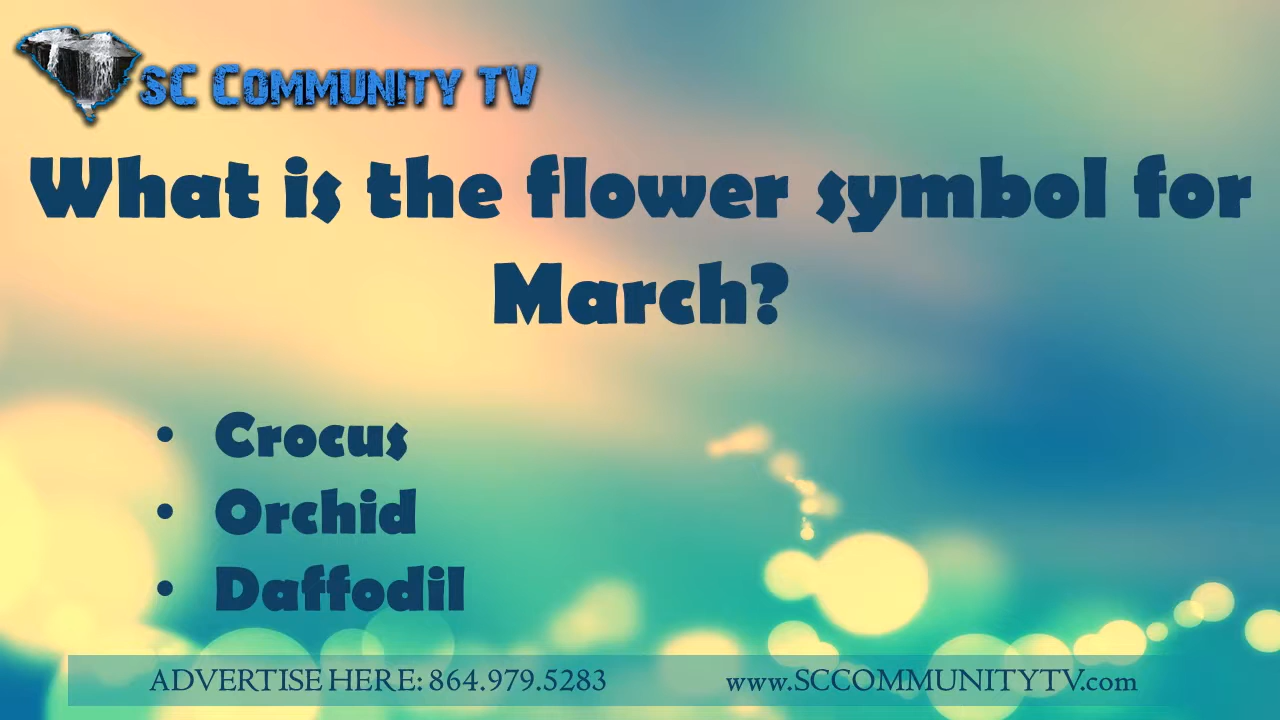 SC COMMUNITY TV
What is the flower symbol for
March?
• Crocus
• Orchid
• Daffodil
ADVERTISE HERE: 864.979.5283
www.SCCOMMUNITYTV.com